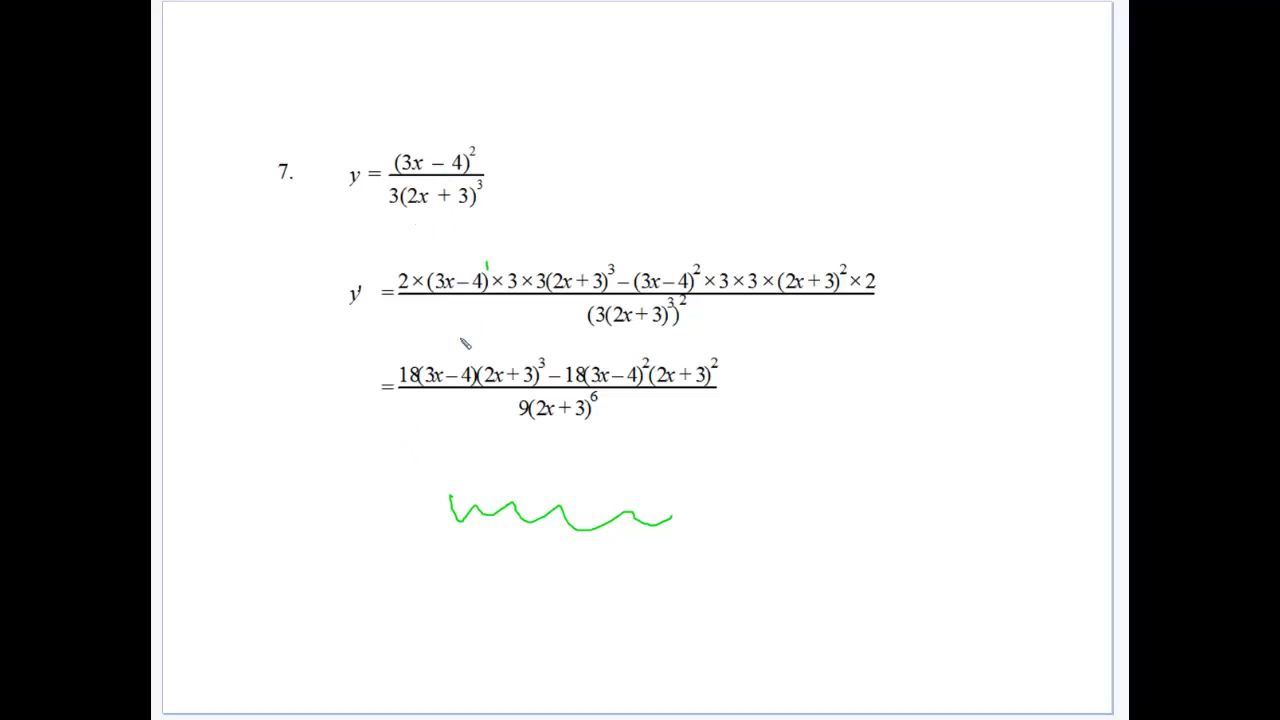 7. y = (3x − 4)² / 3(2x + 3)³
y' = 2 × (3x − 4)¹ × 3 × 3(2x + 3)³ − (3x − 4)² × 3 × 3 × (2x + 3)² × 2 / (3(2x + 3)³)²
= 18(3x − 4)(2x + 3)³ − 18(3x − 4)²(2x + 3)² / 9(2x + 3)⁶